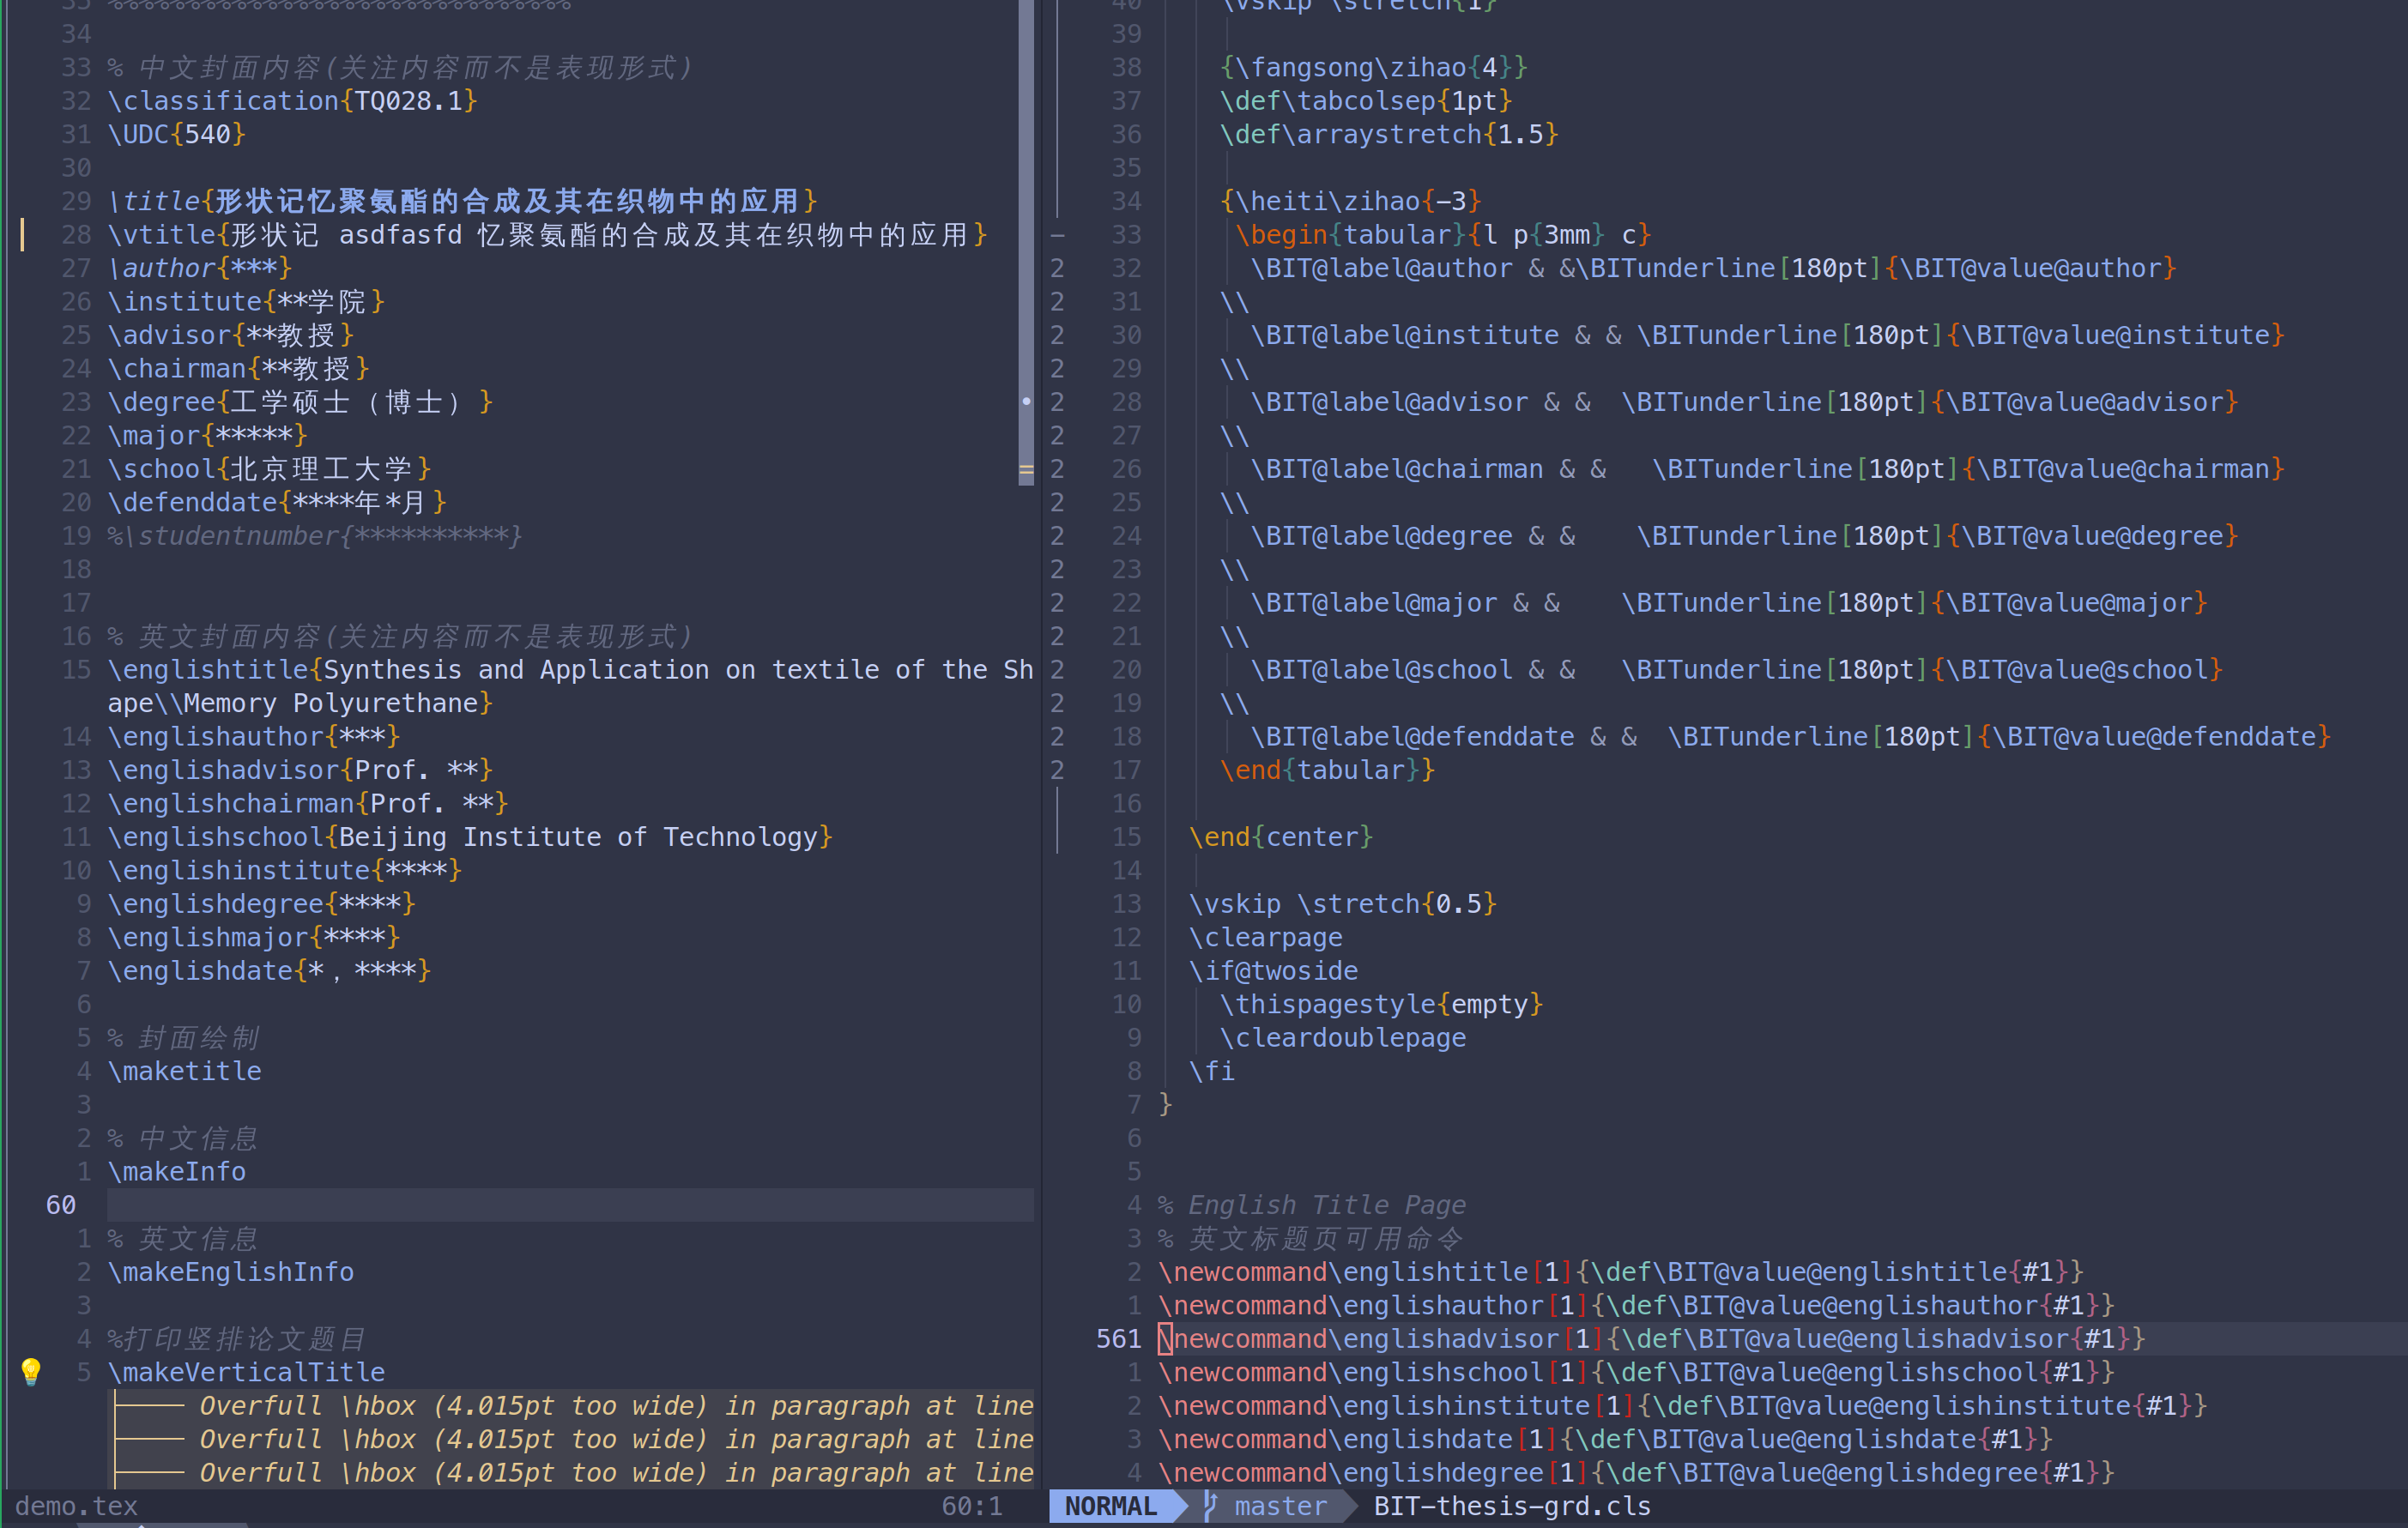 35 %%%%%%%%%%%%%%%%%%%%%%%%%%%%%%
34
33 % 中文封面内容(关注内容而不是表现形式)
32 \classification{TQ028.1}
31 \UDC{540}
30
29 \title{形状记忆聚氨酯的合成及其在织物中的应用}
28 \vtitle{形状记 asdfasfd 忆聚氨酯的合成及其在织物中的应用}
27 \author{***}
26 \institute{**学院}
25 \advisor{**教授}
24 \chairman{**教授}
23 \degree{工学硕士（博士）}
22 \major{*****}
21 \school{北京理工大学}
20 \defenddate{****年*月}
19 %\studentnumber{**********}
18
17
16 % 英文封面内容(关注内容而不是表现形式)
15 \englishtitle{Synthesis and Application on textile of the Sh
ape\\Memory Polyurethane}
14 \englishauthor{***}
13 \englishadvisor{Prof. **}
12 \englishchairman{Prof. **}
11 \englishschool{Beijing Institute of Technology}
10 \englishinstitute{****}
9 \englishdegree{****}
8 \englishmajor{****}
7 \englishdate{*, ****}
6
5 % 封面绘制
4 \maketitle
3
2 % 中文信息
1 \makeInfo
60
1 % 英文信息
2 \makeEnglishInfo
3
4 %打印竖排论文题目
5 \makeVerticalTitle
Overfull \hbox (4.015pt too wide) in paragraph at line
Overfull \hbox (4.015pt too wide) in paragraph at line
Overfull \hbox (4.015pt too wide) in paragraph at line
demo.tex 60:1
40 \vskip \stretch{1}
39
38 {\fangsong\zihao{4}}
37 \def\tabcolsep{1pt}
36 \def\arraystretch{1.5}
35
34 {\heiti\zihao{-3}
- 33 \begin{tabular}{l p{3mm} c}
2 32 \BIT@label@author & &\BITunderline[180pt]{\BIT@value@author}
2 31 \\
2 30 \BIT@label@institute & & \BITunderline[180pt]{\BIT@value@institute}
2 29 \\
2 28 \BIT@label@advisor & & \BITunderline[180pt]{\BIT@value@advisor}
2 27 \\
2 26 \BIT@label@chairman & & \BITunderline[180pt]{\BIT@value@chairman}
2 25 \\
2 24 \BIT@label@degree & & \BITunderline[180pt]{\BIT@value@degree}
2 23 \\
2 22 \BIT@label@major & & \BITunderline[180pt]{\BIT@value@major}
2 21 \\
2 20 \BIT@label@school & & \BITunderline[180pt]{\BIT@value@school}
2 19 \\
2 18 \BIT@label@defenddate & & \BITunderline[180pt]{\BIT@value@defenddate}
2 17 \end{tabular}}
16
15 \end{center}
14
13 \vskip \stretch{0.5}
12 \clearpage
11 \if@twoside
10 \thispagestyle{empty}
9 \cleardoublepage
8 \fi
7 }
6
5
4 % English Title Page
3 % 英文标题页可用命令
2 \newcommand\englishtitle[1]{\def\BIT@value@englishtitle{#1}}
1 \newcommand\englishauthor[1]{\def\BIT@value@englishauthor{#1}}
561 \newcommand\englishadvisor[1]{\def\BIT@value@englishadvisor{#1}}
1 \newcommand\englishschool[1]{\def\BIT@value@englishschool{#1}}
2 \newcommand\englishinstitute[1]{\def\BIT@value@englishinstitute{#1}}
3 \newcommand\englishdate[1]{\def\BIT@value@englishdate{#1}}
4 \newcommand\englishdegree[1]{\def\BIT@value@englishdegree{#1}}
NORMAL master BIT-thesis-grd.cls